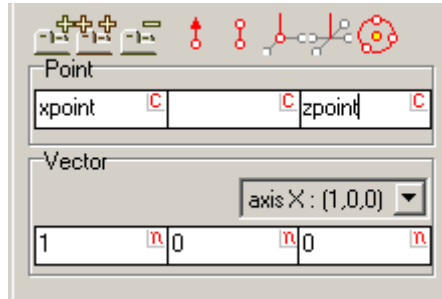 Point
xpoint C C zpoint C
Vector
axis X : (1,0,0)
1 n 0 n 0 n